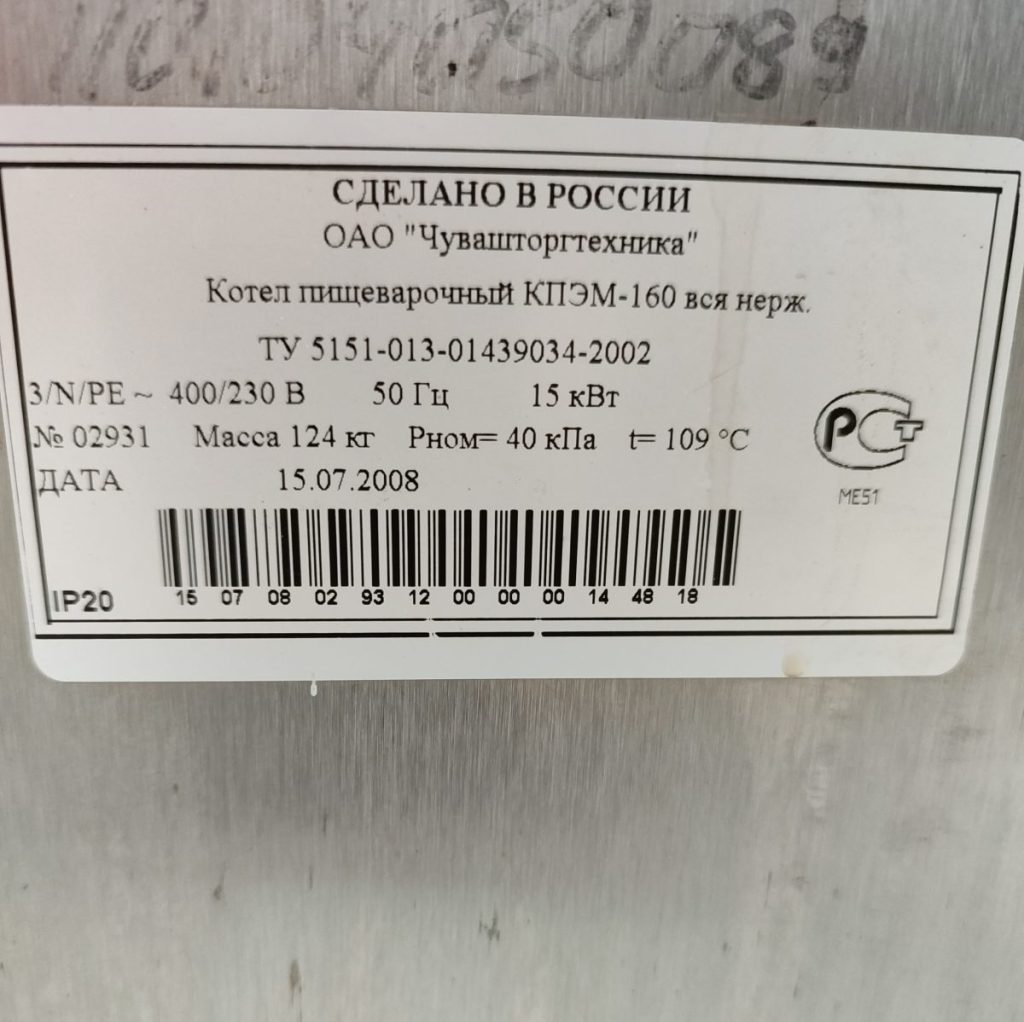 СДЕЛАНО В РОССИИ
ОАО "Чувашторгтехника"
Котел пищеварочный КПЭМ-160 вся нерж.
ТУ 5151-013-01439034-2002
3/N/PE ~ 400/230 В 50 Гц 15 кВт
№ 02931 Масса 124 кг Рном= 40 кПа t= 109 °С
РСТ
ДАТА 15.07.2008
МЕ51
IP20 15 07 08 02 93 12 00 00 00 14 48 18